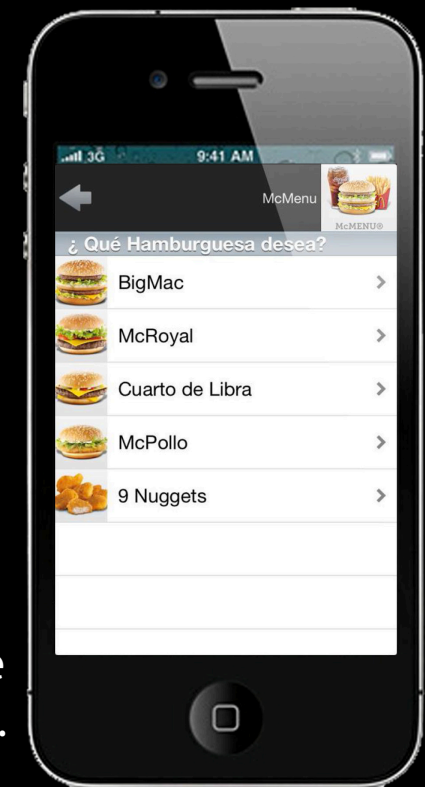 3G 9:41 AM
McMenu
McMENU®
¿ Qué Hamburguesa desea?
BigMac
McRoyal
Cuarto de Libra
McPollo
9 Nuggets